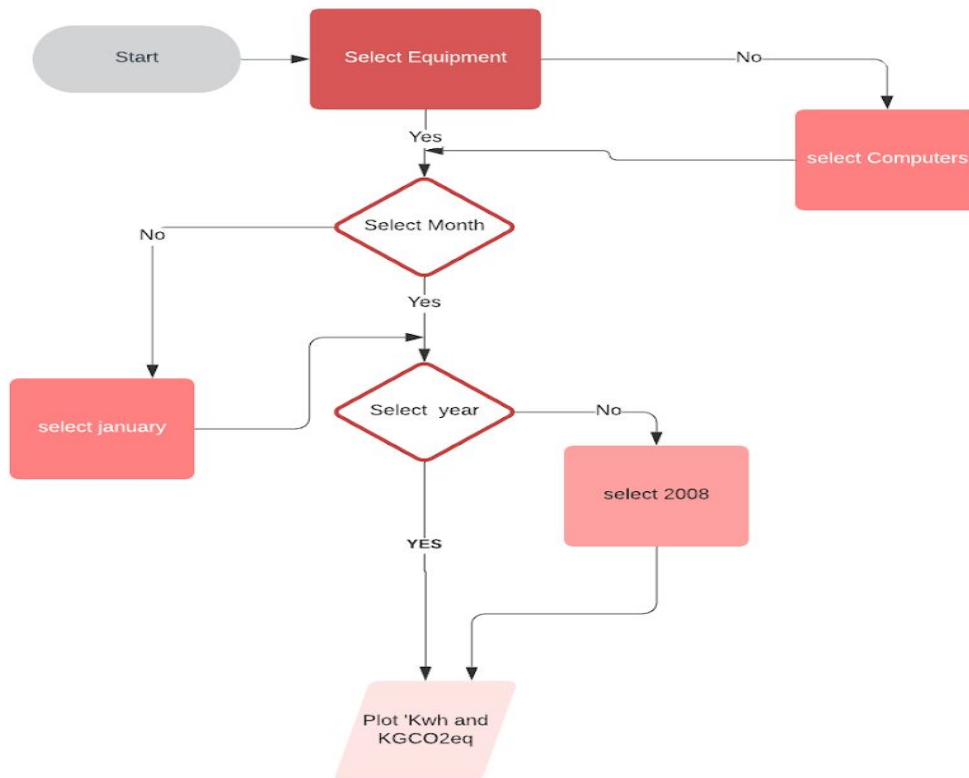 Start
Select Equipment
No
select Computers
Yes
Select Month
No
Yes
select january
Select  year
No
select 2008
YES
Plot 'Kwh and
KGCO2eq